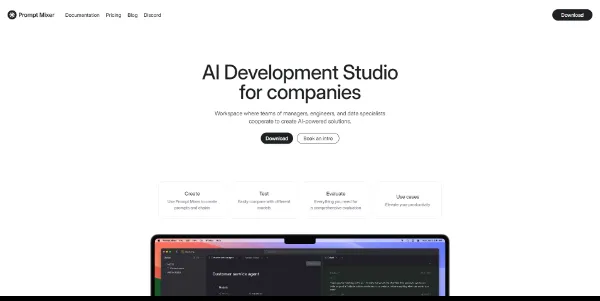 Prompt Mixer
Documentation Pricing Blog Discord
Download
AI Development Studio
for companies
Workspace where teams of managers, engineers, and data specialists
cooperate to create AI-powered solutions.
Download
Book an intro
Create
Use Prompt Mixer to create
prompts and chains
Test
Easily compare with different
models
Evaluate
Everything you need for
a comprehensive evaluation
Use cases
Elevate your productivity
Customer service agent